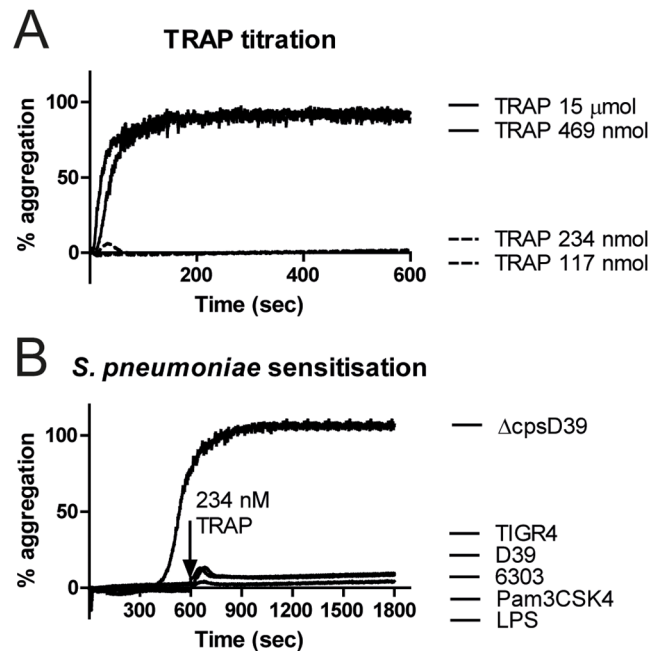 A
TRAP titration
% aggregation
100
50
0
200
400
600
Time (sec)
TRAP 15 μmol
TRAP 469 nmol
TRAP 234 nmol
TRAP 117 nmol
B
S. pneumoniae sensitisation
% aggregation
100
50
0
234 nM
TRAP
300
600
900
1200
1500
1800
Time (sec)
ΔcpsD39
TIGR4
D39
6303
Pam3CSK4
LPS